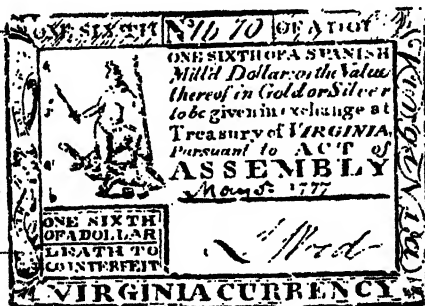 ONE SIXTH
No 1670
OF A
ONE SIXTH OF A SPANISH
Mill'd Dollar or the Value
thereof in Gold or Silver
to be given in exchange at
Treasury of VIRGINIA,
Pursuant to ACT of
ASSEMBLY
May 5. 1777
ONE SIXTH
OF A DOLLAR
DEATH TO
COUNTERFEIT
VIRGINIA CURRENCY